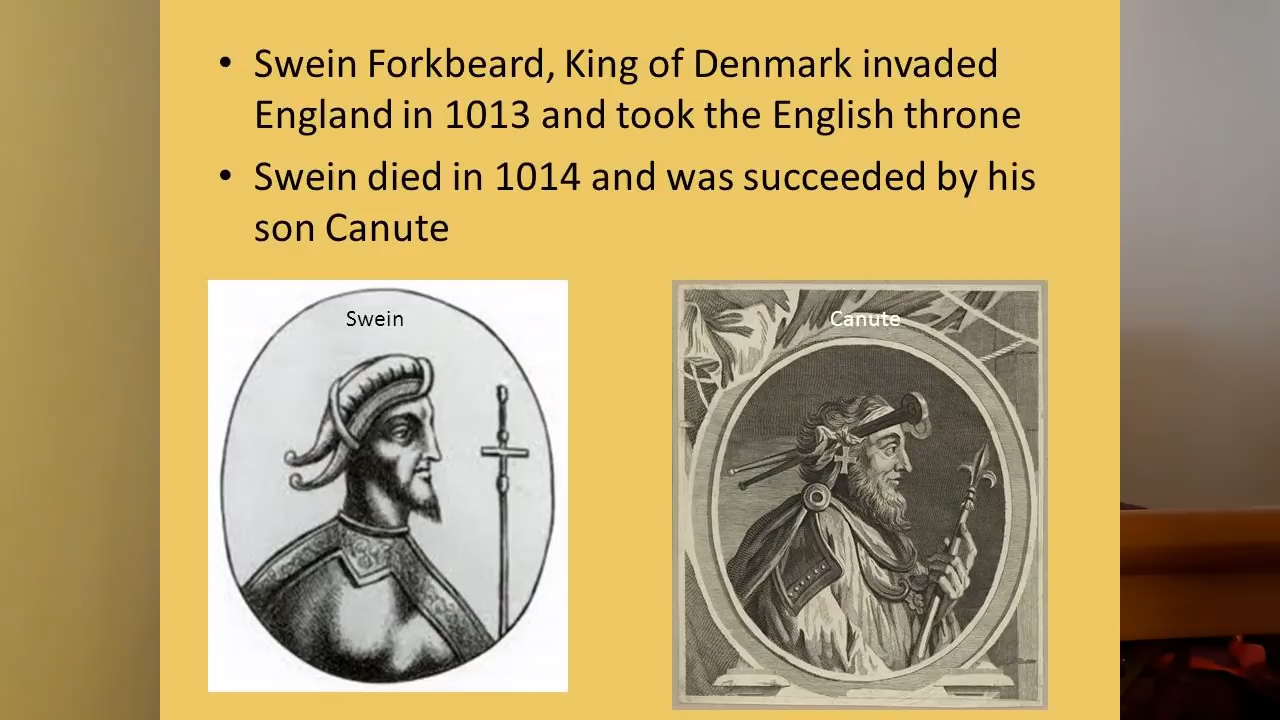 • Swein Forkbeard, King of Denmark invaded
England in 1013 and took the English throne
• Swein died in 1014 and was succeeded by his
son Canute
Swein
Canute